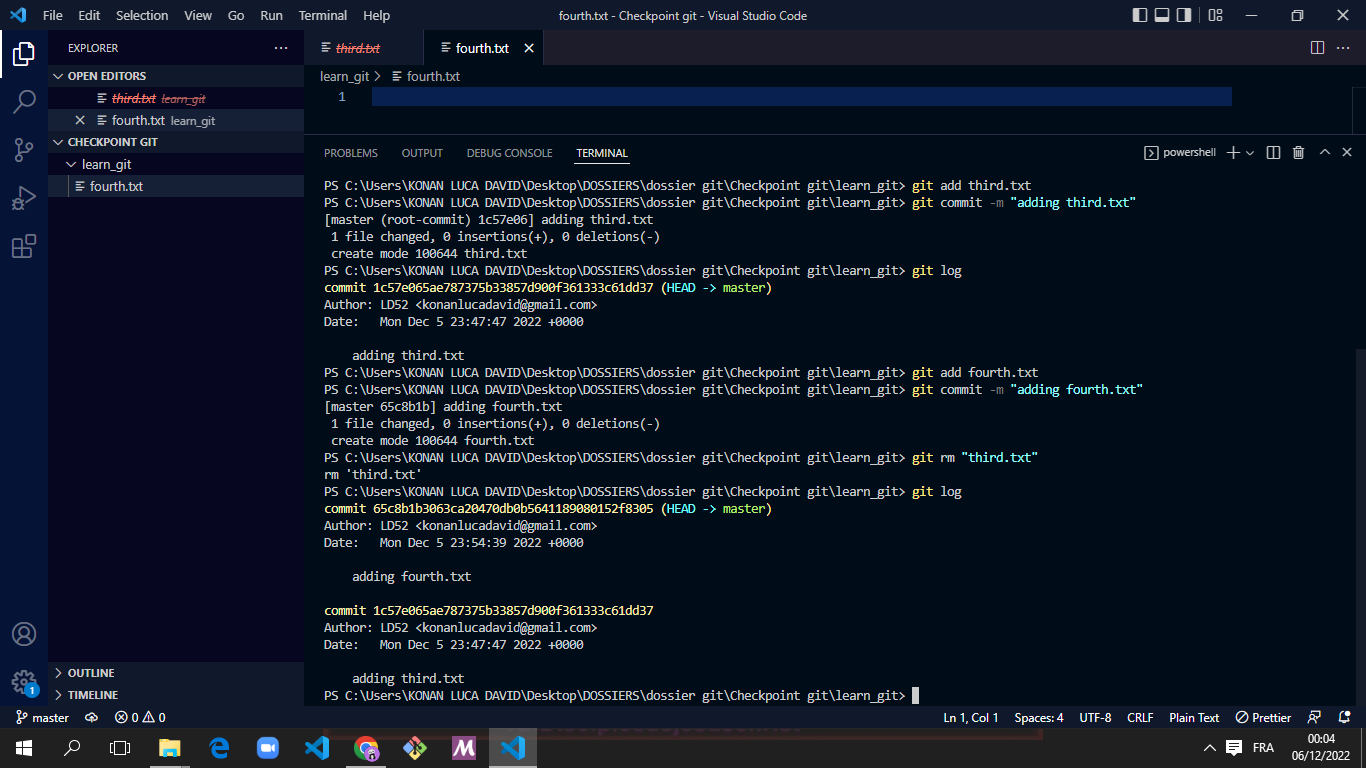 File Edit Selection View Go Run Terminal Help
fourth.txt - Checkpoint git - Visual Studio Code
EXPLORER
OPEN EDITORS
third.txt learn_git
fourth.txt learn_git
CHECKPOINT GIT
learn_git
fourth.txt
OUTLINE
TIMELINE
third.txt
fourth.txt
learn_git > fourth.txt
1
PROBLEMS OUTPUT DEBUG CONSOLE TERMINAL
powershell
PS C:\Users\KONAN LUCA DAVID\Desktop\DOSSIERS\dossier git\Checkpoint git\learn_git> git add third.txt
PS C:\Users\KONAN LUCA DAVID\Desktop\DOSSIERS\dossier git\Checkpoint git\learn_git> git commit -m "adding third.txt"
[master (root-commit) 1c57e06] adding third.txt
1 file changed, 0 insertions(+), 0 deletions(-)
create mode 100644 third.txt
PS C:\Users\KONAN LUCA DAVID\Desktop\DOSSIERS\dossier git\Checkpoint git\learn_git> git log
commit 1c57e065ae787375b33857d900f361333c61dd37 (HEAD -> master)
Author: LD52 <konanlucadavid@gmail.com>
Date: Mon Dec 5 23:47:47 2022 +0000
adding third.txt
PS C:\Users\KONAN LUCA DAVID\Desktop\DOSSIERS\dossier git\Checkpoint git\learn_git> git add fourth.txt
PS C:\Users\KONAN LUCA DAVID\Desktop\DOSSIERS\dossier git\Checkpoint git\learn_git> git commit -m "adding fourth.txt"
[master 65c8b1b] adding fourth.txt
1 file changed, 0 insertions(+), 0 deletions(-)
create mode 100644 fourth.txt
PS C:\Users\KONAN LUCA DAVID\Desktop\DOSSIERS\dossier git\Checkpoint git\learn_git> git rm "third.txt"
rm 'third.txt'
PS C:\Users\KONAN LUCA DAVID\Desktop\DOSSIERS\dossier git\Checkpoint git\learn_git> git log
commit 65c8b1b3063ca20470db0b5641189080152f8305 (HEAD -> master)
Author: LD52 <konanlucadavid@gmail.com>
Date: Mon Dec 5 23:54:39 2022 +0000
adding fourth.txt
commit 1c57e065ae787375b33857d900f361333c61dd37
Author: LD52 <konanlucadavid@gmail.com>
Date: Mon Dec 5 23:47:47 2022 +0000
adding third.txt
PS C:\Users\KONAN LUCA DAVID\Desktop\DOSSIERS\dossier git\Checkpoint git\learn_git>
1
master 0 0
Ln 1, Col 1 Spaces: 4 UTF-8 CRLF Plain Text Prettier
FRA
00:04
06/12/2022